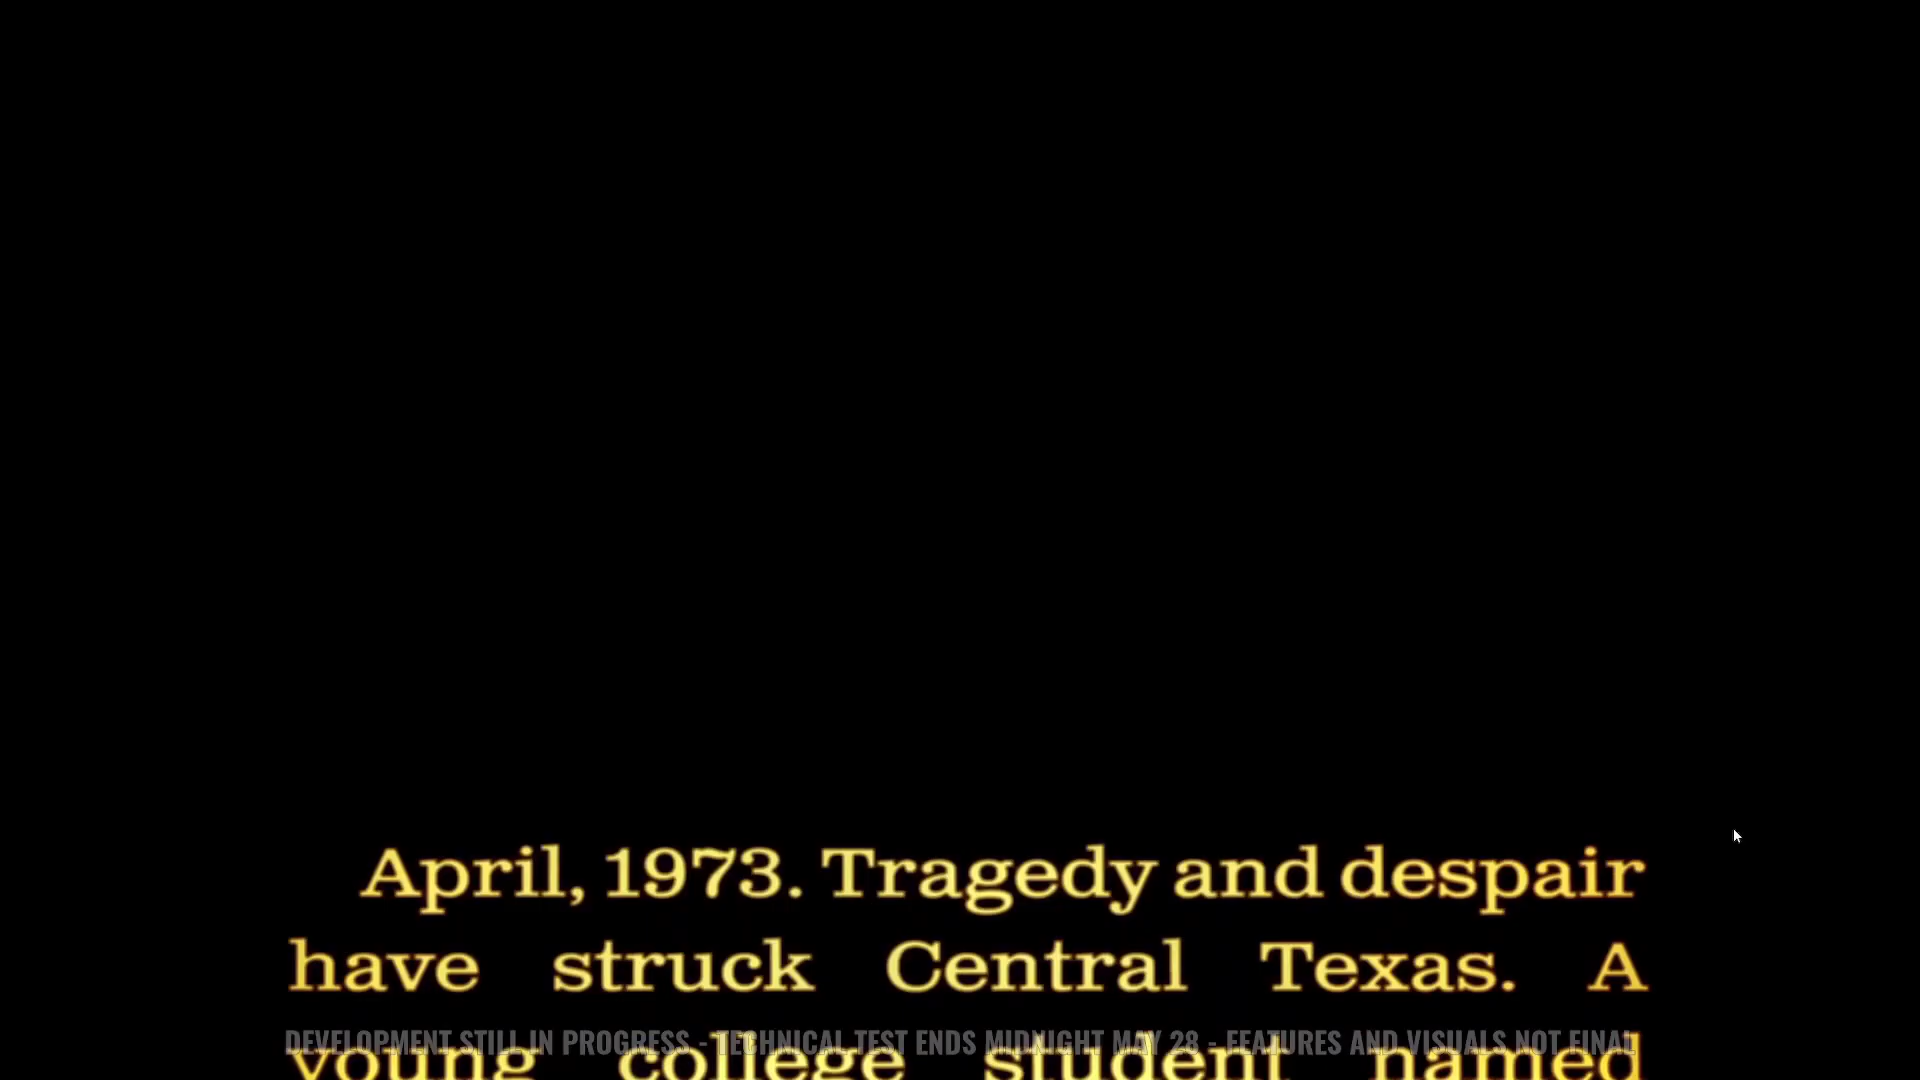 April, 1973. Tragedy and despair
have struck Central Texas. A
young college student named
DEVELOPMENT STILL IN PROGRESS - TECHNICAL TEST ENDS MIDNIGHT MAY 28 - FEATURES AND VISUALS NOT FINAL